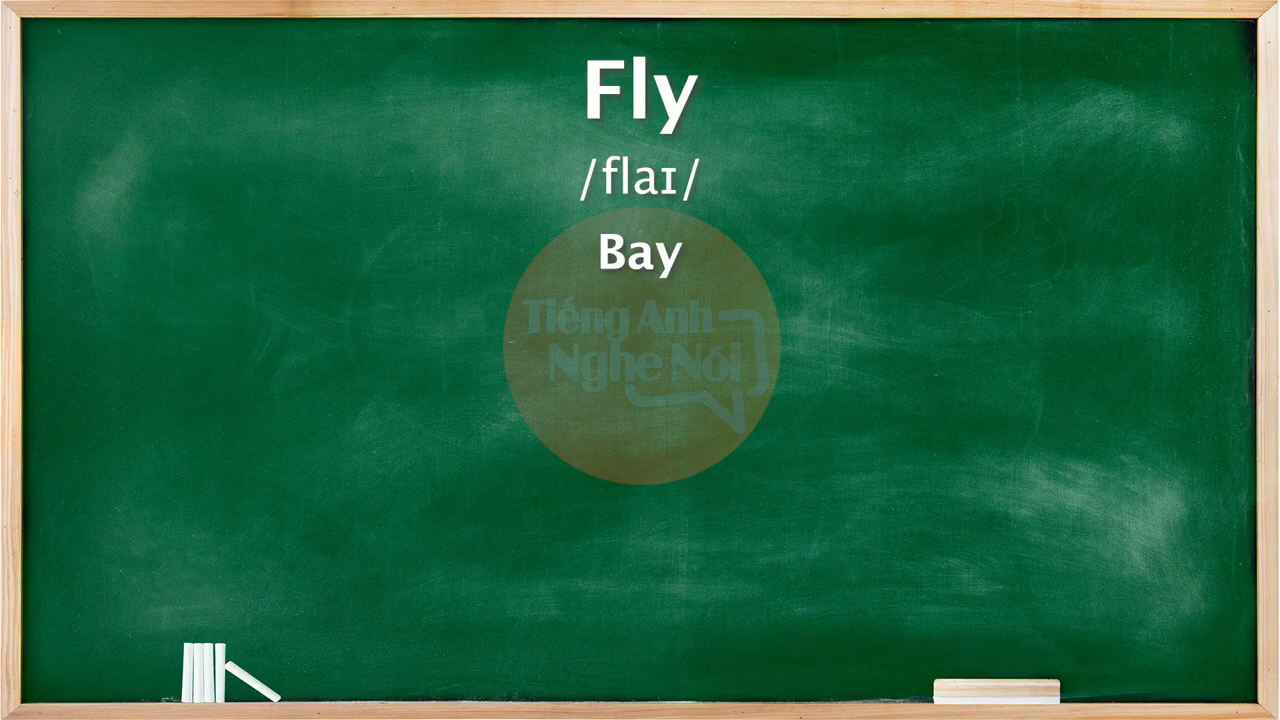 Fly
/flaɪ/
Bay
Tiếng Anh
Nghe Nói